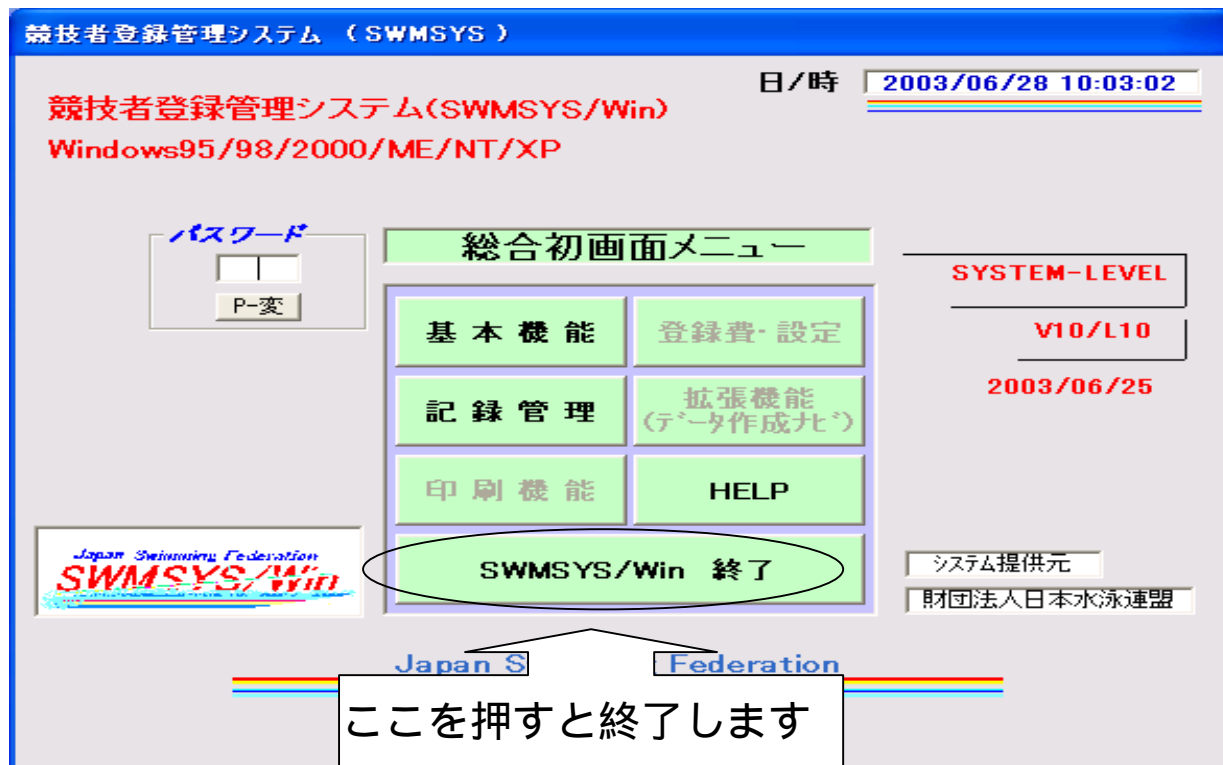 競技者登録管理システム （SWMSYS）
日/時 2003/06/28 10:03:02
競技者登録管理システム(SWMSYS/Win)
Windows95/98/2000/ME/NT/XP
パスワード
P-変
総合初画面メニュー
基 本 機 能
登録費･設定
記 録 管 理
拡張機能
(ﾃﾞｰﾀ作成ﾅﾋﾞ)
印 刷 機 能
HELP
SWMSYS/Win 終了
SYSTEM-LEVEL
V10/L10
2003/06/25
Japan Swimming Federation
SWMSYS/Win
システム提供元
財団法人日本水泳連盟
Japan S Federation
ここを押すと終了します